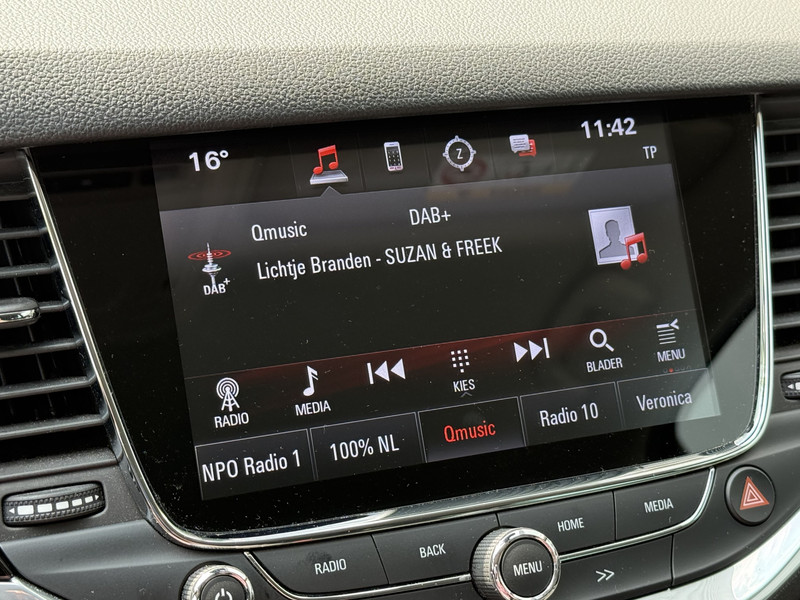 16°
11:42
Z
TP
Qmusic DAB+
DAB+
Lichtje Branden - SUZAN & FREEK
RADIO MEDIA KIES BLADER MENU
NPO Radio 1 100% NL Qmusic Radio 10 Veronica
RADIO BACK MENU HOME MEDIA